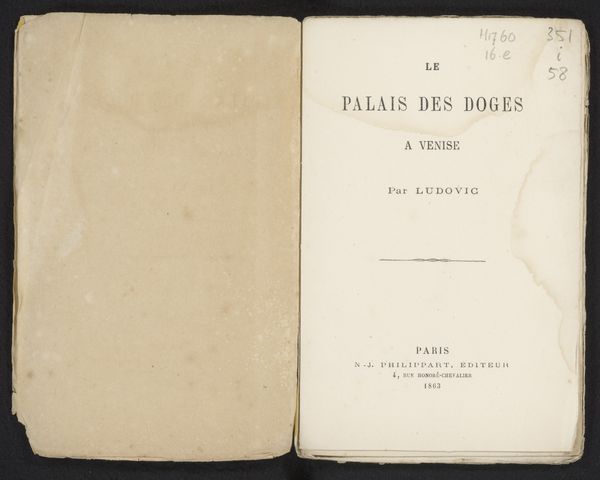 H1760
16.e
351
i
58
LE
PALAIS DES DOGES
A VENISE
Par LUDOVIC
PARIS
N.-J. PHILIPPART, EDITEUR
4, RUE HONORÉ-CHEVALIER
1863